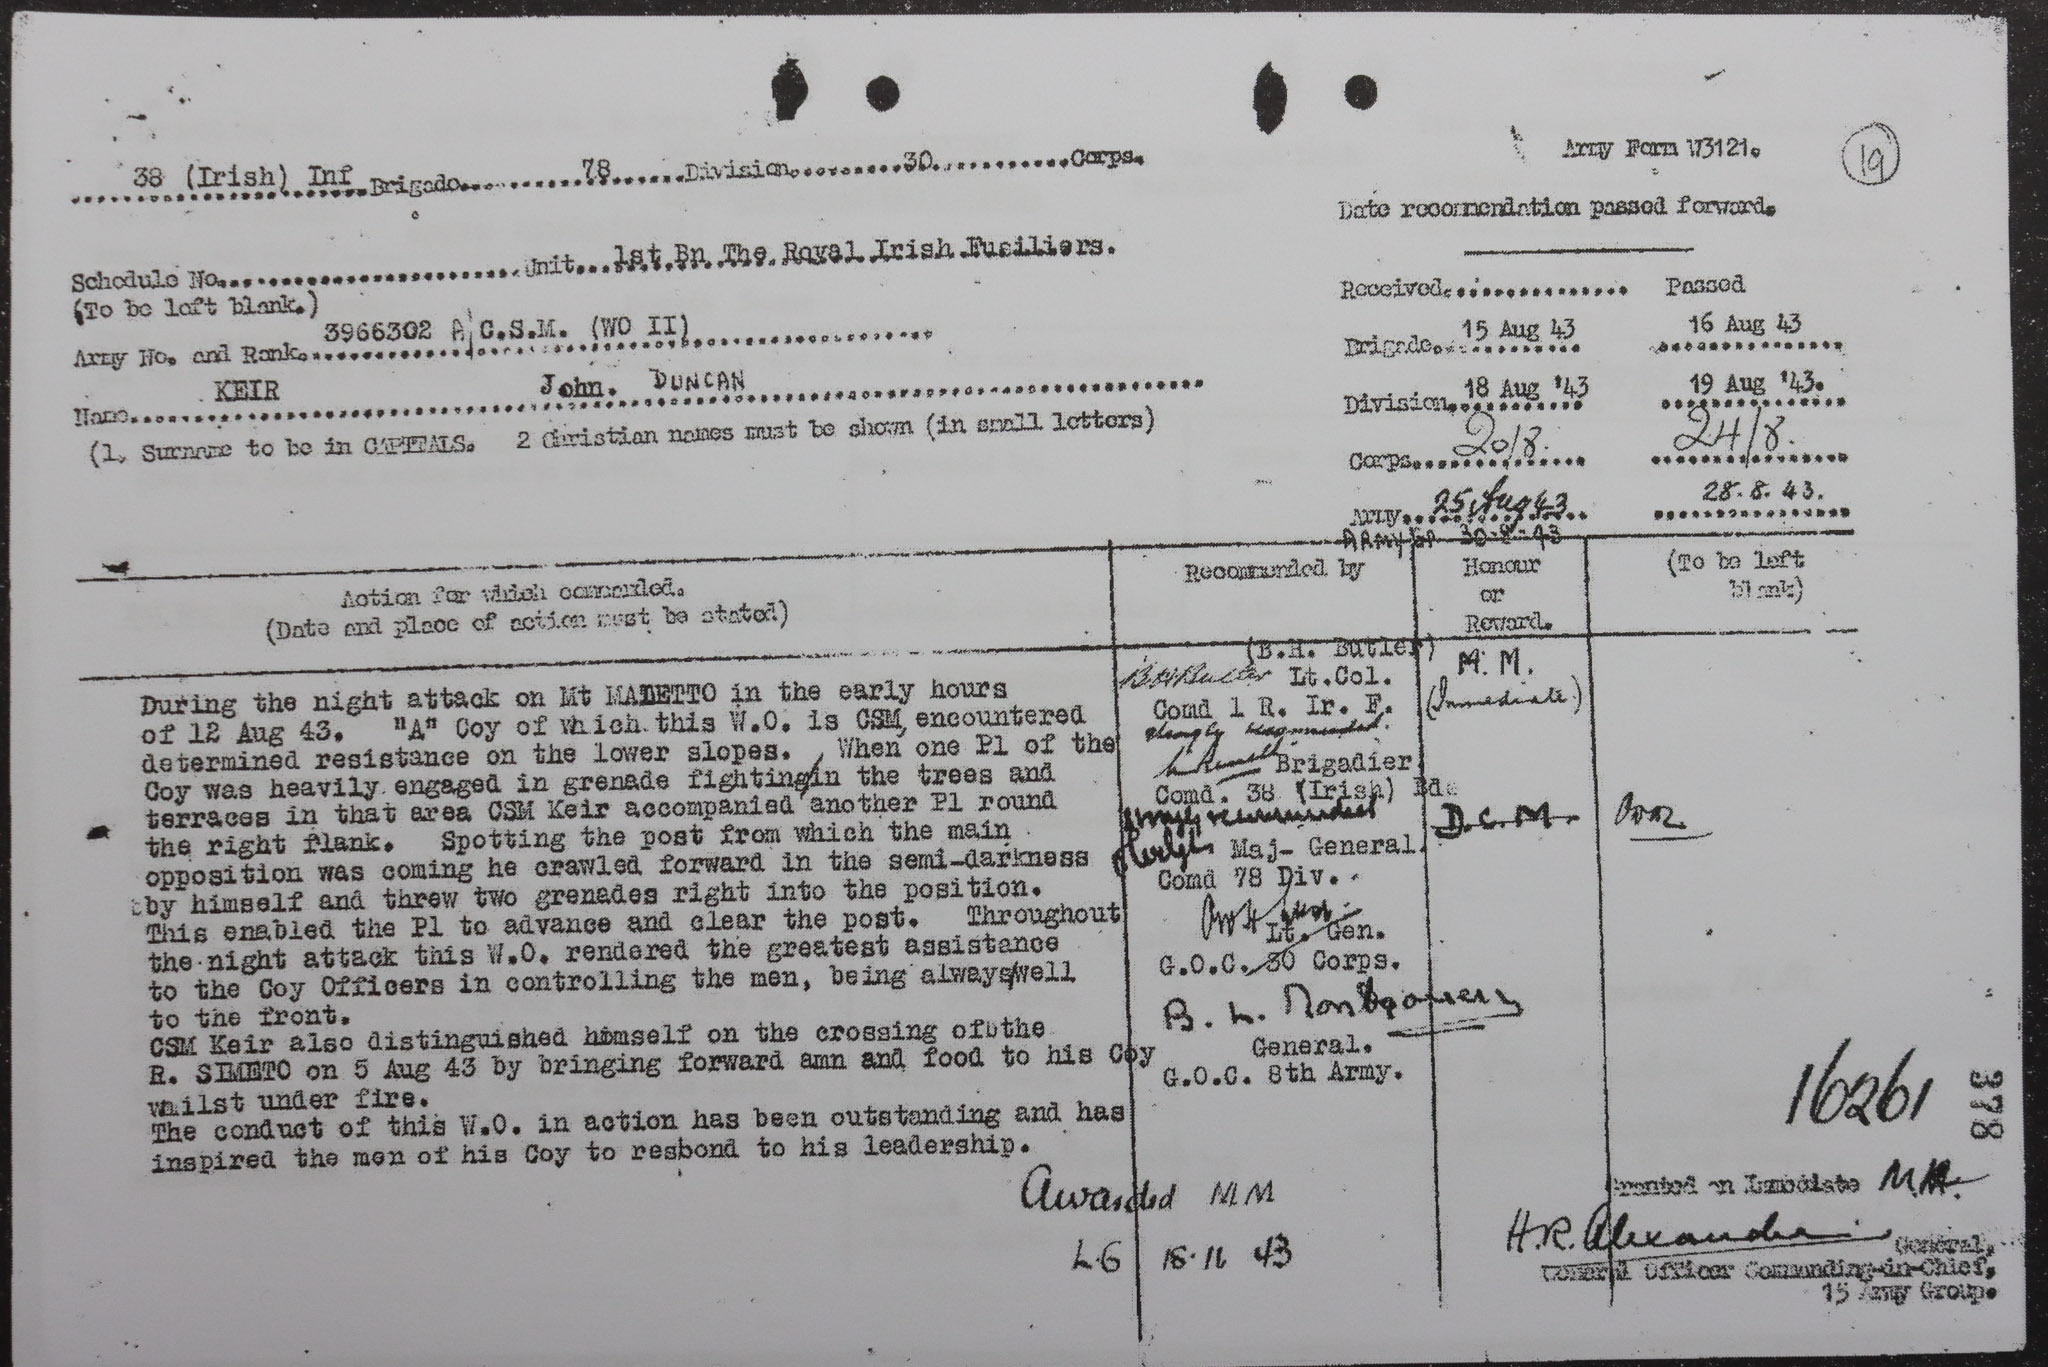 Army Form W3121.
19
38 (Irish) Inf Brigade 78 Division 30 Corps.
Date recommendation passed forward.
Schedule No. Unit 1st Bn The Royal Irish Fusiliers.
(To be left blank.)
Received Passed
Army No. and Rank. 3966302 A/C.S.M. (WO II)
Brigade. 15 Aug 43 16 Aug 43
Name KEIR John. DUNCAN
Division 18 Aug '43 19 Aug '43.
(1. Surname to be in CAPITALS. 2 Christian names must be shown (in small letters)
Corps 20/8. 24/8.
Army 25 Aug 43 28.8.43.
ARMY GP 30-8-43
Action for which commended.
(Date and place of action must be stated)
Recommended by
Honour
or
Reward.
(To be left
blank)
During the night attack on Mt MALETTO in the early hours
of 12 Aug 43. "A" Coy of which this W.O. is CSM, encountered
determined resistance on the lower slopes. When one Pl of the
Coy was heavily engaged in grenade fighting/in the trees and
terraces in that area CSM Keir accompanied another Pl round
the right flank. Spotting the post from which the main
opposition was coming he crawled forward in the semi-darkness
by himself and threw two grenades right into the position.
This enabled the Pl to advance and clear the post. Throughout
the night attack this W.O. rendered the greatest assistance
to the Coy Officers in controlling the men, being always/well
to the front.
CSM Keir also distinguished himself on the crossing of the
R. SIMETO on 5 Aug 43 by bringing forward amn and food to his Coy
whilst under fire.
The conduct of this W.O. in action has been outstanding and has
inspired the men of his Coy to resbond to his leadership.
(B.H. Butler)
BHButler Lt.Col.
Comd 1 R. Ir. F.
strongly recommended.
Brigadier
Comd. 38 (Irish) Bde
strongly recommended
Maj- General.
Comd 78 Div.
Lt. Gen.
G.O.C. 30 Corps.
B. L. Montgomery
General.
G.O.C. 8th Army.
M.M.
(Immediate)
D.C.M.
Awarded MM
L.G 18.11 43
16261
378
Granted an Immediate M.M.
H.R. Alexander
General,
General Officer Commanding-in-Chief,
15 Army Group.